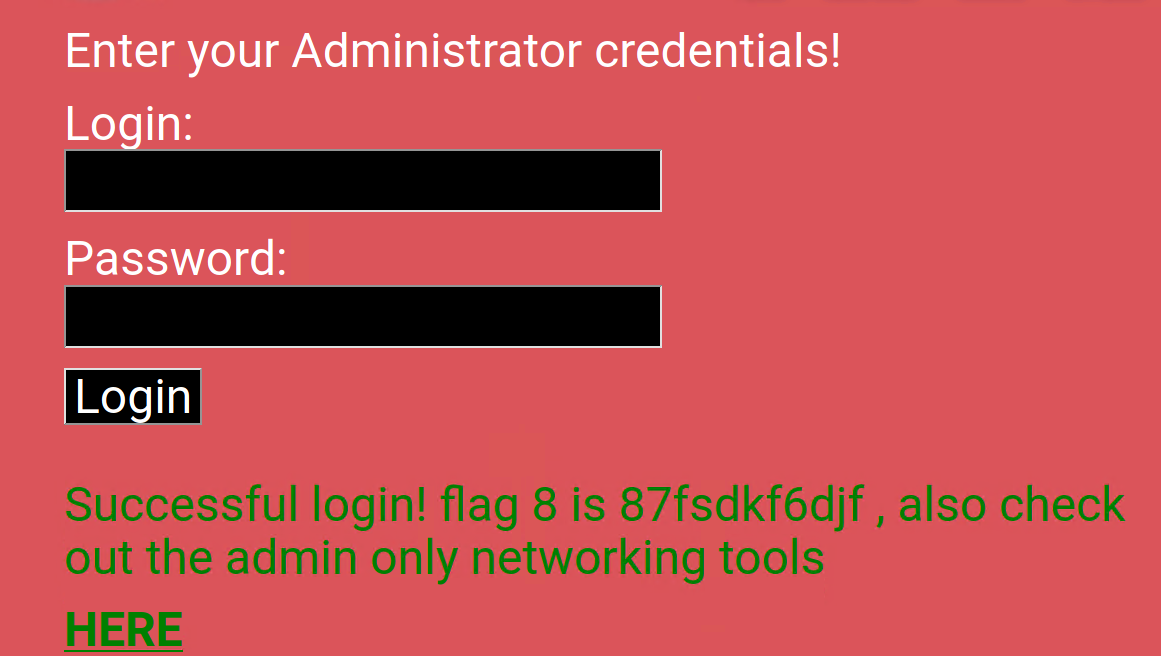 Enter your Administrator credentials!
Login:
Password:
Login
Successful login! flag 8 is 87fsdkf6djf , also check
out the admin only networking tools
HERE